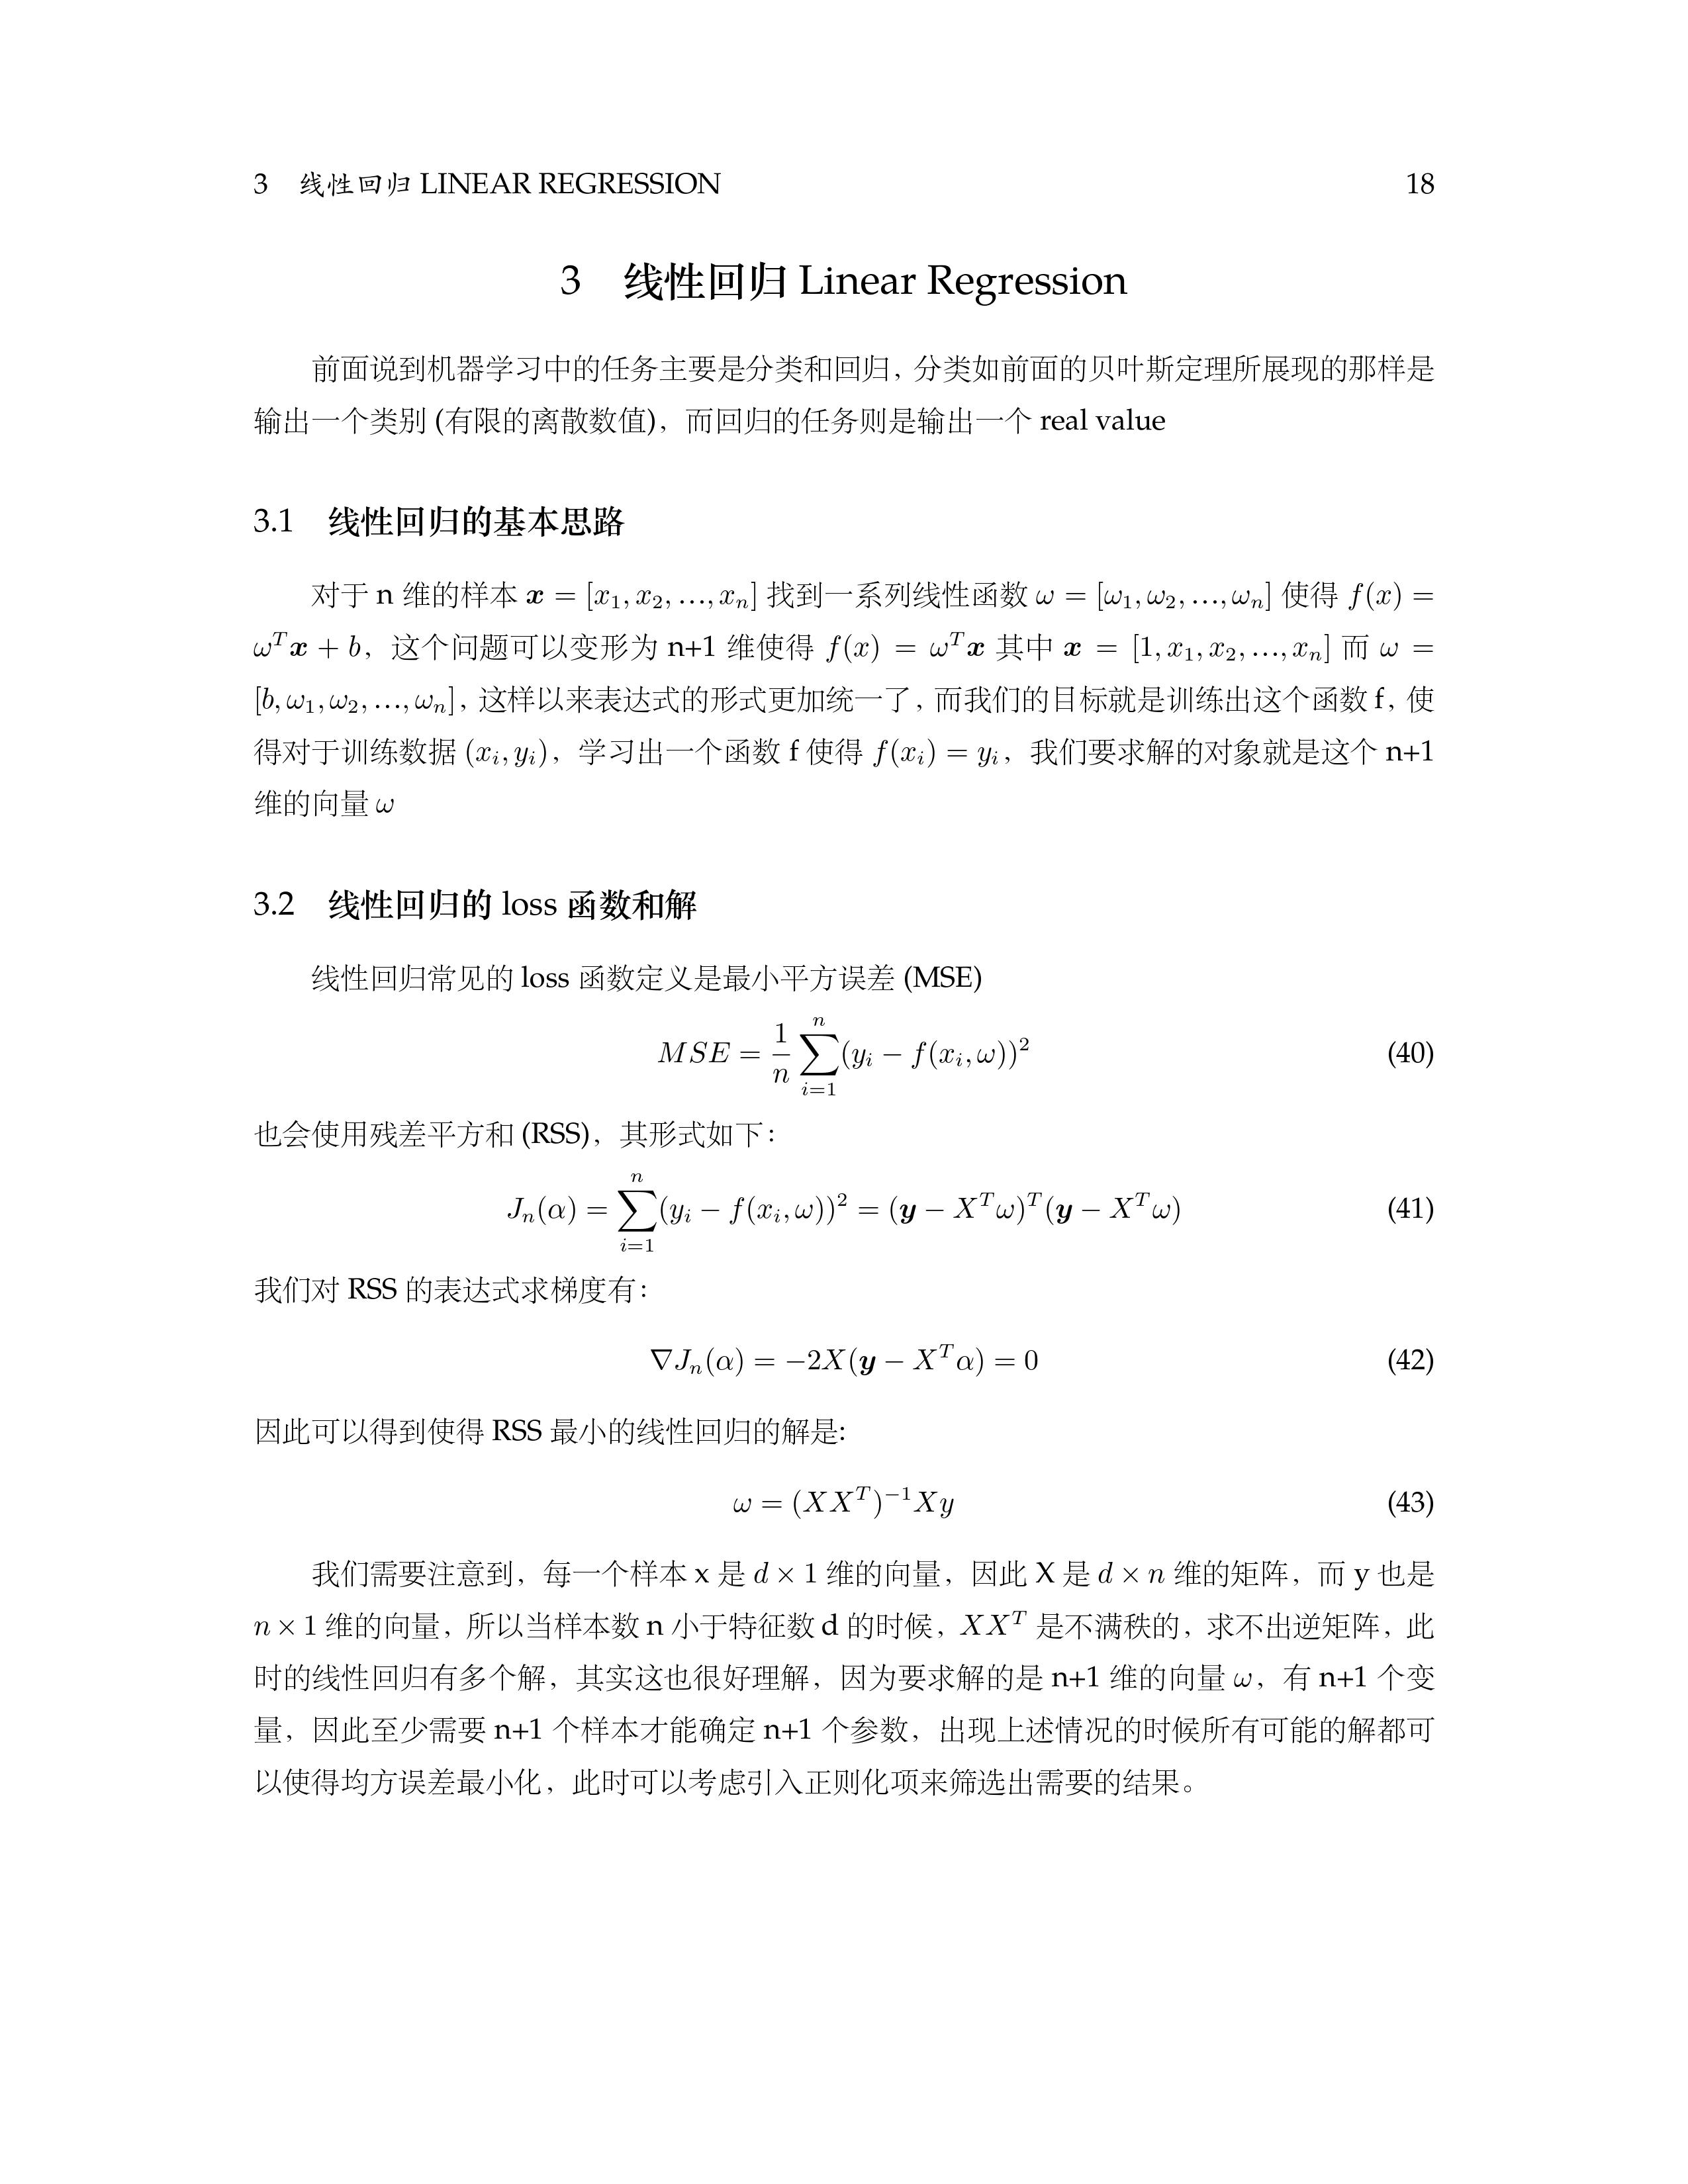 3 线性回归 LINEAR REGRESSION 18
3 线性回归 Linear Regression
前面说到机器学习中的任务主要是分类和回归，分类如前面的贝叶斯定理所展现的那样是
输出一个类别 (有限的离散数值)，而回归的任务则是输出一个 real value
3.1 线性回归的基本思路
对于 n 维的样本 $\boldsymbol{x} = [x_1, x_2, \ldots, x_n]$ 找到一系列线性函数 $\omega = [\omega_1, \omega_2, \ldots, \omega_n]$ 使得 $f(x) =$
$\omega^T \boldsymbol{x} + b$，这个问题可以变形为 n+1 维使得 $f(x) = \omega^T \boldsymbol{x}$ 其中 $\boldsymbol{x} = [1, x_1, x_2, \ldots, x_n]$ 而 $\omega =$
$[b, \omega_1, \omega_2, \ldots, \omega_n]$，这样以来表达式的形式更加统一了，而我们的目标就是训练出这个函数 f，使
得对于训练数据 $(x_i, y_i)$，学习出一个函数 f 使得 $f(x_i) = y_i$，我们要求解的对象就是这个 n+1
维的向量 $\omega$
3.2 线性回归的 loss 函数和解
线性回归常见的 loss 函数定义是最小平方误差 (MSE)
$MSE = \frac{1}{n} \sum_{i=1}^{n} (y_i - f(x_i, \omega))^2$ (40)
也会使用残差平方和 (RSS)，其形式如下：
$J_n(\alpha) = \sum_{i=1}^{n} (y_i - f(x_i, \omega))^2 = (\boldsymbol{y} - X^T \omega)^T (\boldsymbol{y} - X^T \omega)$ (41)
我们对 RSS 的表达式求梯度有：
$\nabla J_n(\alpha) = -2X(\boldsymbol{y} - X^T \alpha) = 0$ (42)
因此可以得到使得 RSS 最小的线性回归的解是:
$\omega = (XX^T)^{-1} Xy$ (43)
我们需要注意到，每一个样本 x 是 $d \times 1$ 维的向量，因此 X 是 $d \times n$ 维的矩阵，而 y 也是
$n \times 1$ 维的向量，所以当样本数 n 小于特征数 d 的时候，$XX^T$ 是不满秩的，求不出逆矩阵，此
时的线性回归有多个解，其实这也很好理解，因为要求解的是 n+1 维的向量 $\omega$，有 n+1 个变
量，因此至少需要 n+1 个样本才能确定 n+1 个参数，出现上述情况的时候所有可能的解都可
以使得均方误差最小化，此时可以考虑引入正则化项来筛选出需要的结果。